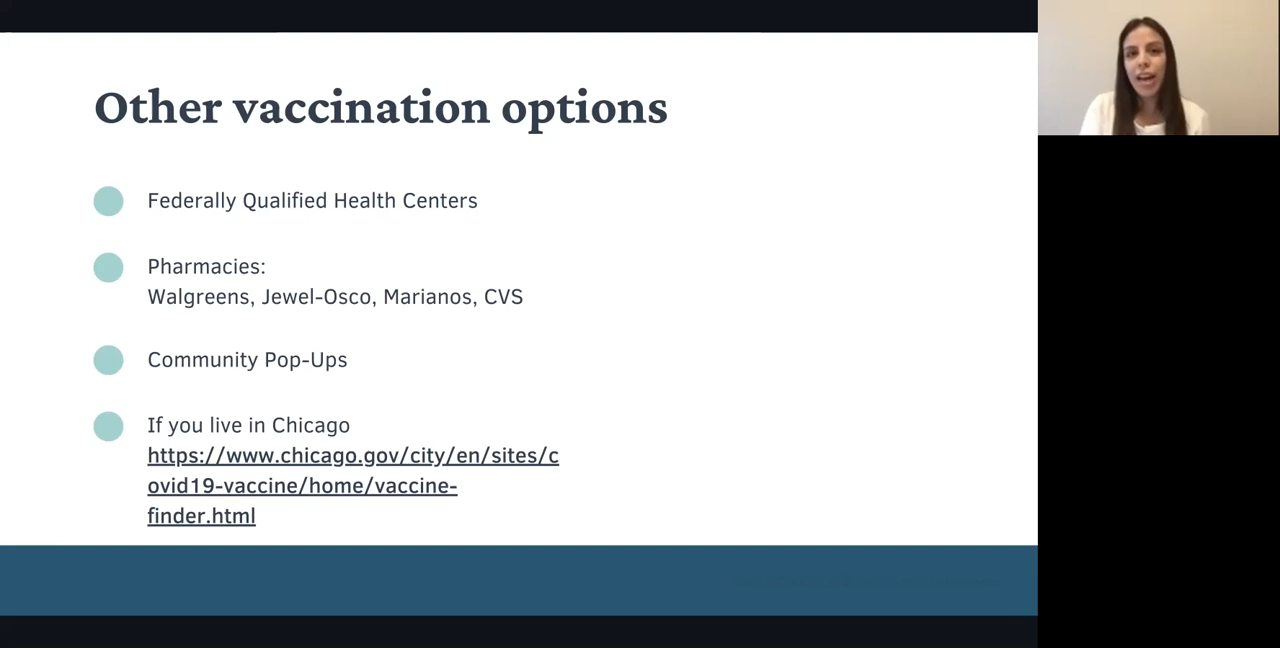 Other vaccination options
Federally Qualified Health Centers
Pharmacies:
Walgreens, Jewel-Osco, Marianos, CVS
Community Pop-Ups
If you live in Chicago
https://www.chicago.gov/city/en/sites/c
ovid19-vaccine/home/vaccine-
finder.html